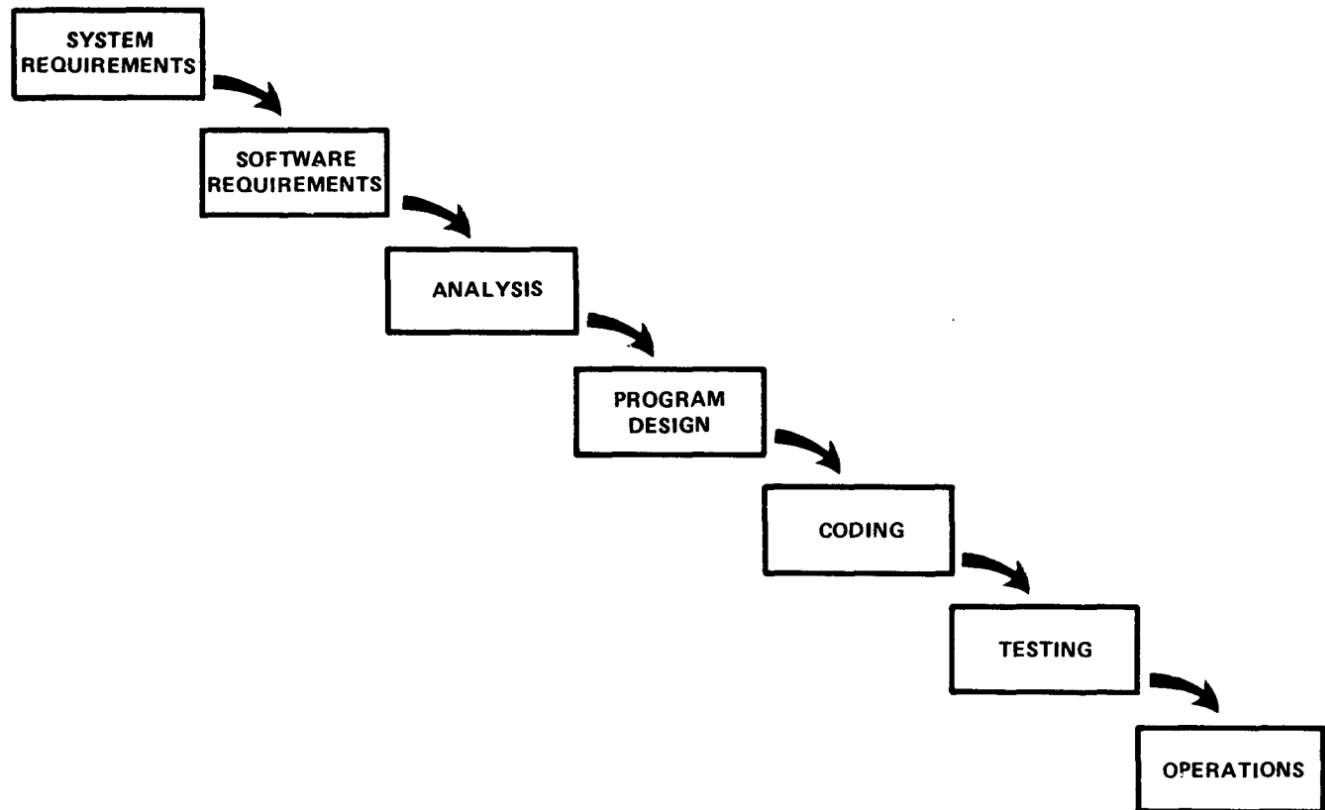 SYSTEM
REQUIREMENTS
SOFTWARE
REQUIREMENTS
ANALYSIS
PROGRAM
DESIGN
CODING
TESTING
OPERATIONS